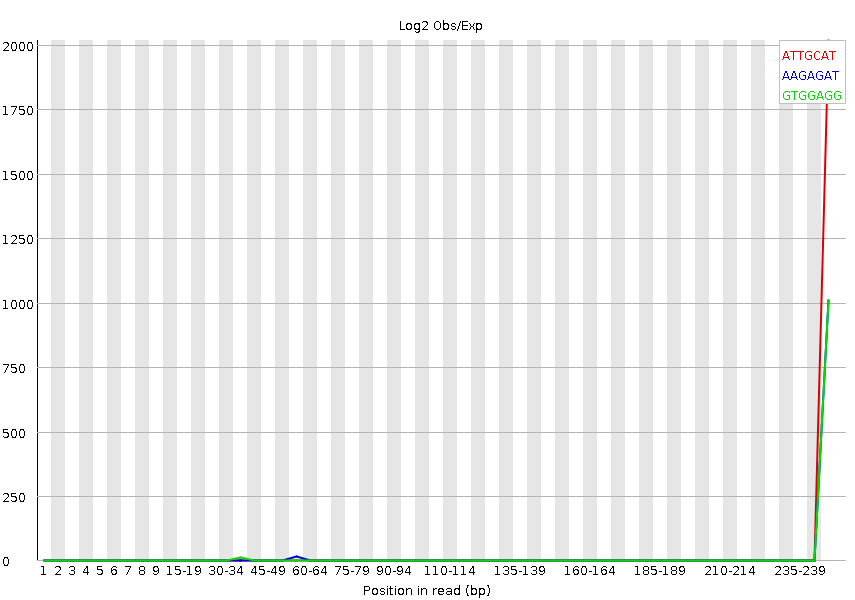 Log2 Obs/Exp
2000
1750
1500
1250
1000
750
500
250
0
ATTGCAT
AAGAGAT
GTGGAGG
1 2 3 4 5 6 7 8 9 15-19 30-34 45-49 60-64 75-79 90-94 110-114 135-139 160-164 185-189 210-214 235-239
Position in read (bp)